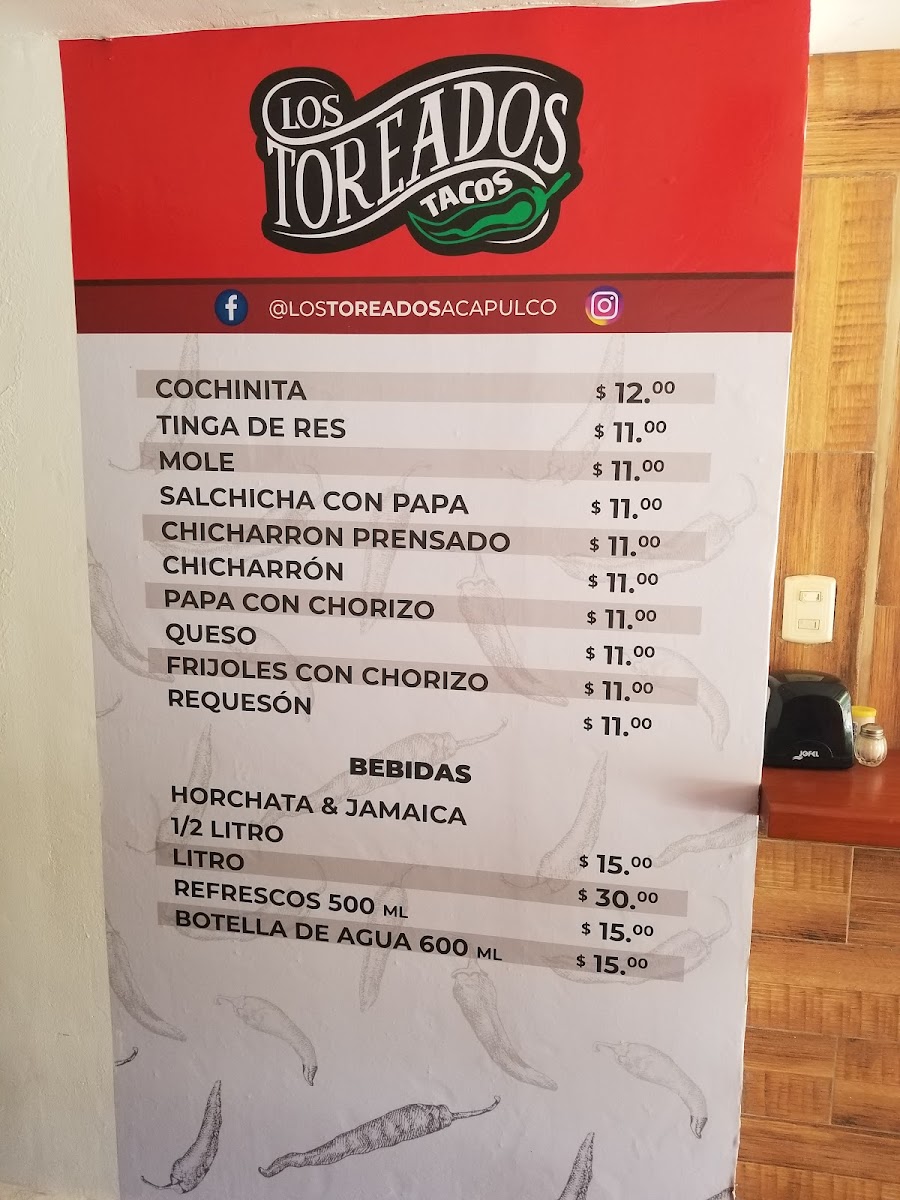 LOS
TOREADOS
TACOS
@LOSTOREADOSACAPULCO
COCHINITA $ 12.00
TINGA DE RES $ 11.00
MOLE $ 11.00
SALCHICHA CON PAPA $ 11.00
CHICHARRON PRENSADO $ 11.00
CHICHARRÓN $ 11.00
PAPA CON CHORIZO $ 11.00
QUESO $ 11.00
FRIJOLES CON CHORIZO $ 11.00
REQUESÓN $ 11.00
BEBIDAS
HORCHATA & JAMAICA
1/2 LITRO $ 15.00
LITRO $ 30.00
REFRESCOS 500 ML $ 15.00
BOTELLA DE AGUA 600 ML $ 15.00
JOFEL